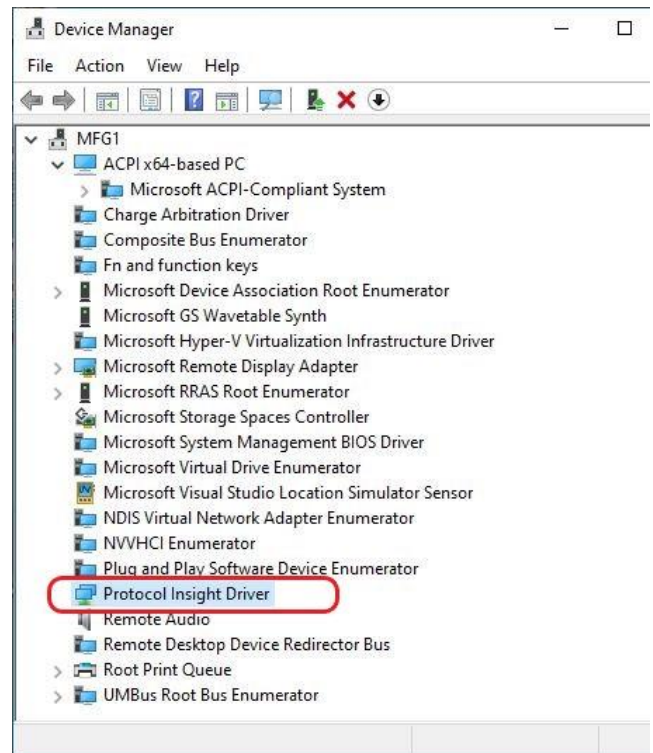 Device Manager
File Action View Help
MFG1
ACPI x64-based PC
Microsoft ACPI-Compliant System
Charge Arbitration Driver
Composite Bus Enumerator
Fn and function keys
Microsoft Device Association Root Enumerator
Microsoft GS Wavetable Synth
Microsoft Hyper-V Virtualization Infrastructure Driver
Microsoft Remote Display Adapter
Microsoft RRAS Root Enumerator
Microsoft Storage Spaces Controller
Microsoft System Management BIOS Driver
Microsoft Virtual Drive Enumerator
Microsoft Visual Studio Location Simulator Sensor
NDIS Virtual Network Adapter Enumerator
NVVHCI Enumerator
Plug and Play Software Device Enumerator
Protocol Insight Driver
Remote Audio
Remote Desktop Device Redirector Bus
Root Print Queue
UMBus Root Bus Enumerator